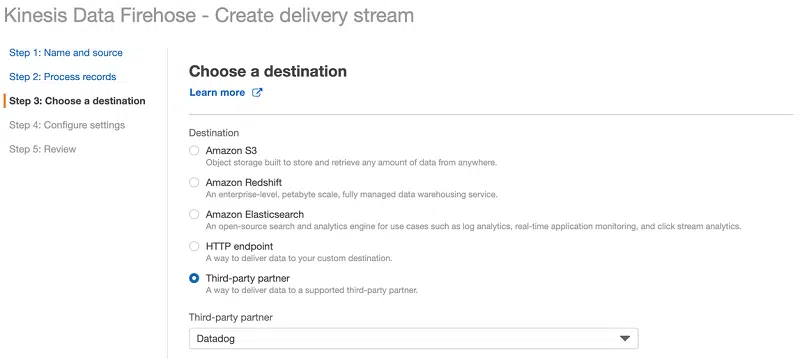 Kinesis Data Firehose - Create delivery stream
Step 1: Name and source
Step 2: Process records
Step 3: Choose a destination
Step 4: Configure settings
Step 5: Review
Choose a destination
Learn more
Destination
Amazon S3
Object storage built to store and retrieve any amount of data from anywhere.
Amazon Redshift
An enterprise-level, petabyte scale, fully managed data warehousing service.
Amazon Elasticsearch
An open-source search and analytics engine for use cases such as log analytics, real-time application monitoring, and click stream analytics.
HTTP endpoint
A way to deliver data to your custom destination.
Third-party partner
A way to deliver data to a supported third-party partner.
Third-party partner
Datadog